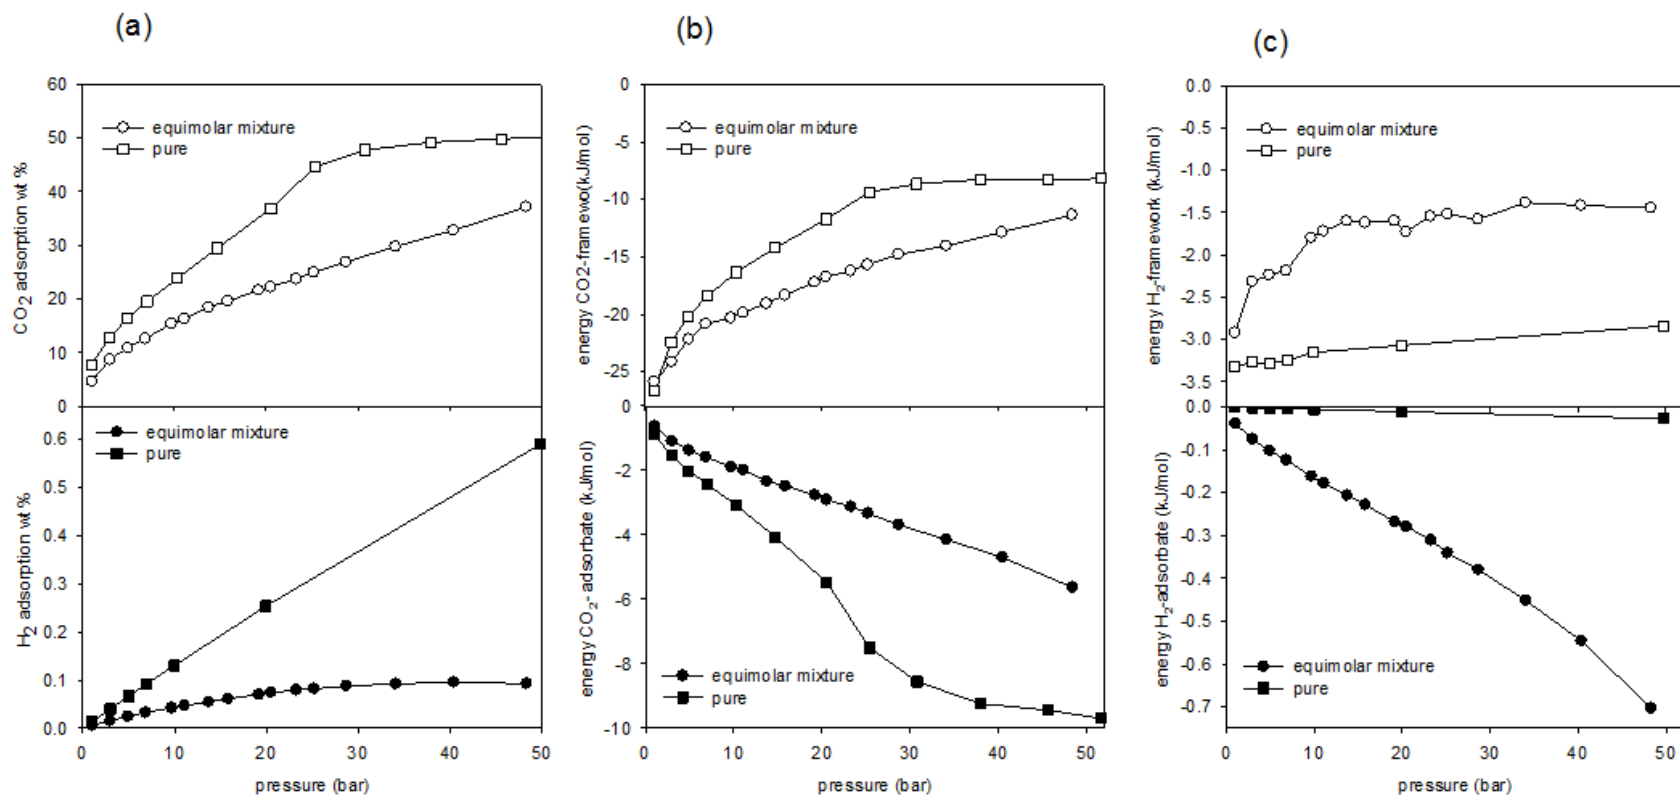 (a)
60
50
40
30
20
10
0
CO2 adsorption wt %
equimolar mixture
pure
0.6
0.5
0.4
0.3
0.2
0.1
0.0
H2 adsorption wt %
equimolar mixture
pure
0 10 20 30 40 50
pressure (bar)
(b)
0
-5
-10
-15
-20
-25
0
energy CO2-framewo(kJ/mol)
equimolar mixture
pure
-2
-4
-6
-8
-10
energy CO2- adsorbate (kJ/mol)
equimolar mixture
pure
0 10 20 30 40 50
pressure (bar)
(c)
0.0
-0.5
-1.0
-1.5
-2.0
-2.5
-3.0
-3.5
energy H2-framework (kJ/mol)
equimolar mixture
pure
0.0
-0.1
-0.2
-0.3
-0.4
-0.5
-0.6
-0.7
energy H2-adsorbate (kJ/mol)
equimolar mixture
pure
0 10 20 30 40 50
pressure (bar)